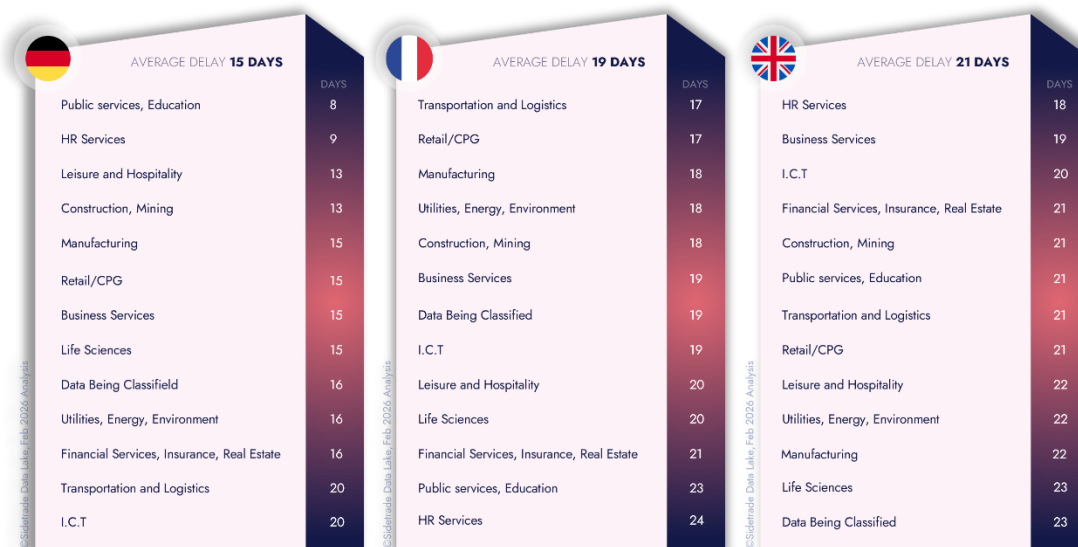 AVERAGE DELAY 15 DAYS
DAYS
Public services, Education 8
HR Services 9
Leisure and Hospitality 13
Construction, Mining 13
Manufacturing 15
Retail/CPG 15
Business Services 15
Life Sciences 15
Data Being Classifield 16
Utilities, Energy, Environment 16
Financial Services, Insurance, Real Estate 16
Transportation and Logistics 20
I.C.T 20
©Sidetrade Data Lake, Feb 2026 Analysis
AVERAGE DELAY 19 DAYS
DAYS
Transportation and Logistics 17
Retail/CPG 17
Manufacturing 18
Utilities, Energy, Environment 18
Construction, Mining 18
Business Services 19
Data Being Classified 19
I.C.T 19
Leisure and Hospitality 20
Life Sciences 20
Financial Services, Insurance, Real Estate 21
Public services, Education 23
HR Services 24
©Sidetrade Data Lake, Feb 2026 Analysis
AVERAGE DELAY 21 DAYS
DAYS
HR Services 18
Business Services 19
I.C.T 20
Financial Services, Insurance, Real Estate 21
Construction, Mining 21
Public services, Education 21
Transportation and Logistics 21
Retail/CPG 21
Leisure and Hospitality 22
Utilities, Energy, Environment 22
Manufacturing 22
Life Sciences 23
Data Being Classified 23
©Sidetrade Data Lake, Feb 2026 Analysis